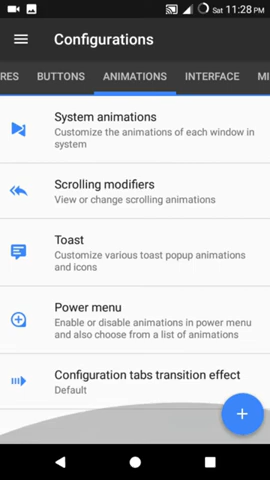 Sat 11:28 PM
Configurations
RES BUTTONS ANIMATIONS INTERFACE MI
System animations
Customize the animations of each window in
system
Scrolling modifiers
View or change scrolling animations
Toast
Customize various toast popup animations
and icons
Power menu
Enable or disable animations in power menu
and also choose from a list of animations
Configuration tabs transition effect
Default